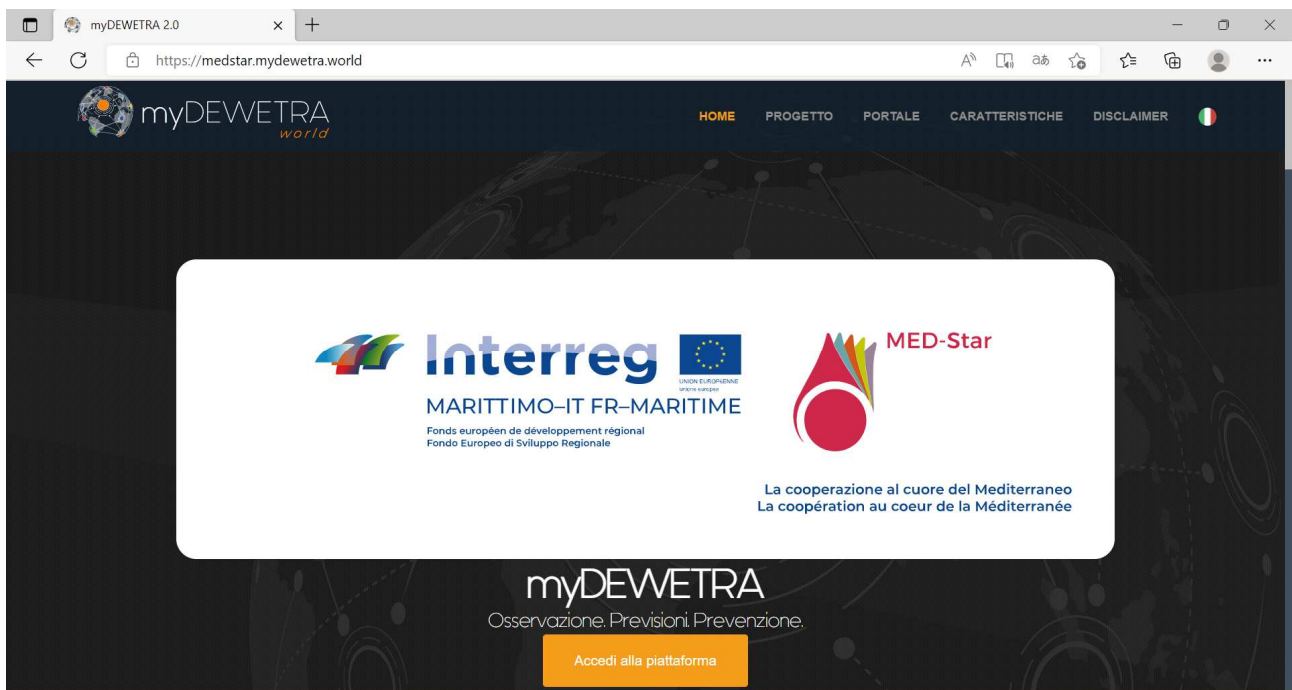 myDEWETRA 2.0
https://medstar.mydewetra.world
myDEWETRA
world
HOME PROGETTO PORTALE CARATTERISTICHE DISCLAIMER
Interreg
UNION EUROPÉENNE
MARITTIMO–IT FR–MARITIME
Fonds européen de développement régional
Fondo Europeo di Sviluppo Regionale
MED-Star
La cooperazione al cuore del Mediterraneo
La coopération au coeur de la Méditerranée
myDEWETRA
Osservazione. Previsioni. Prevenzione.
Accedi alla piattaforma